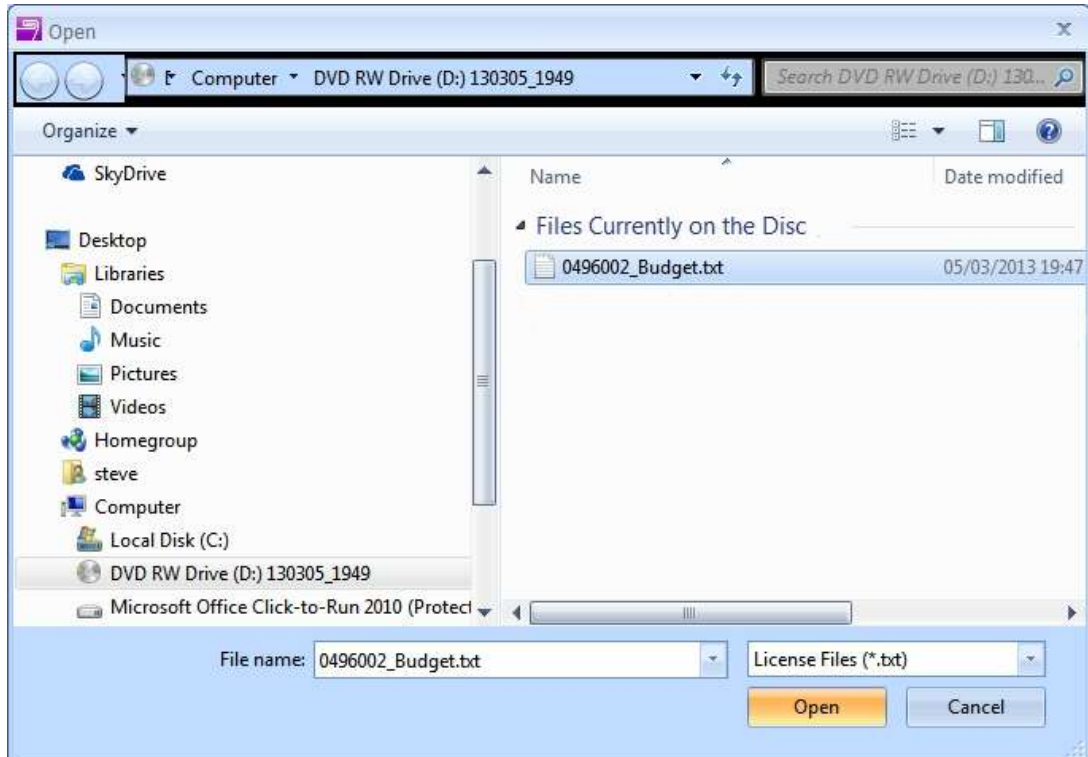 Open
Computer DVD RW Drive (D:) 130305_1949
Search DVD RW Drive (D:) 130...
Organize
SkyDrive
Desktop
Libraries
Documents
Music
Pictures
Videos
Homegroup
steve
Computer
Local Disk (C:)
DVD RW Drive (D:) 130305_1949
Microsoft Office Click-to-Run 2010 (Protect
Name Date modified
Files Currently on the Disc
0496002_Budget.txt 05/03/2013 19:47
File name: 0496002_Budget.txt License Files (*.txt)
Open Cancel